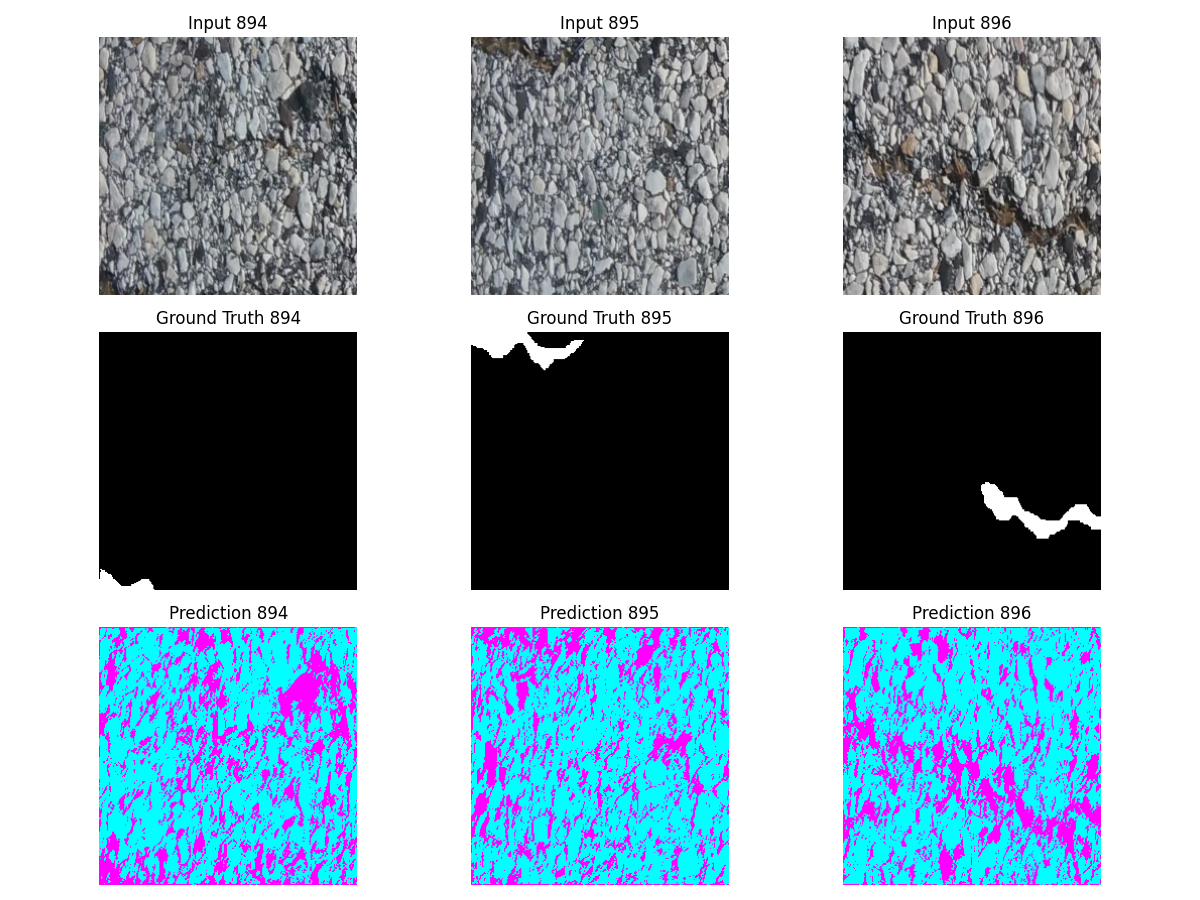 Input 894
Input 895
Input 896
Ground Truth 894
Ground Truth 895
Ground Truth 896
Prediction 894
Prediction 895
Prediction 896